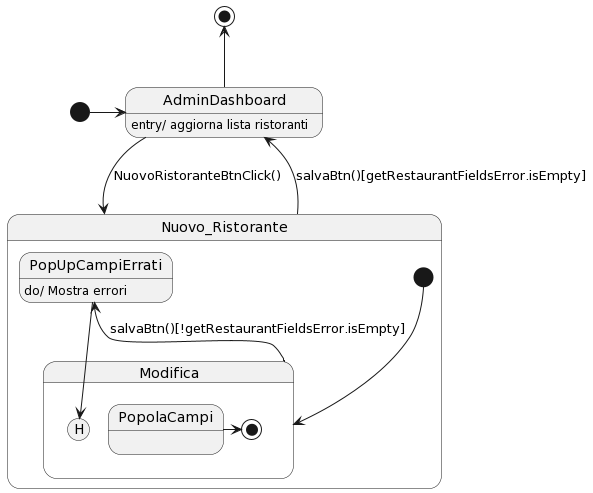 AdminDashboard
entry/ aggiorna lista ristoranti
NuovoRistoranteBtnClick()
salvaBtn()[getRestaurantFieldsError.isEmpty]
Nuovo_Ristorante
PopUpCampiErrati
do/ Mostra errori
salvaBtn()[!getRestaurantFieldsError.isEmpty]
Modifica
PopolaCampi
H